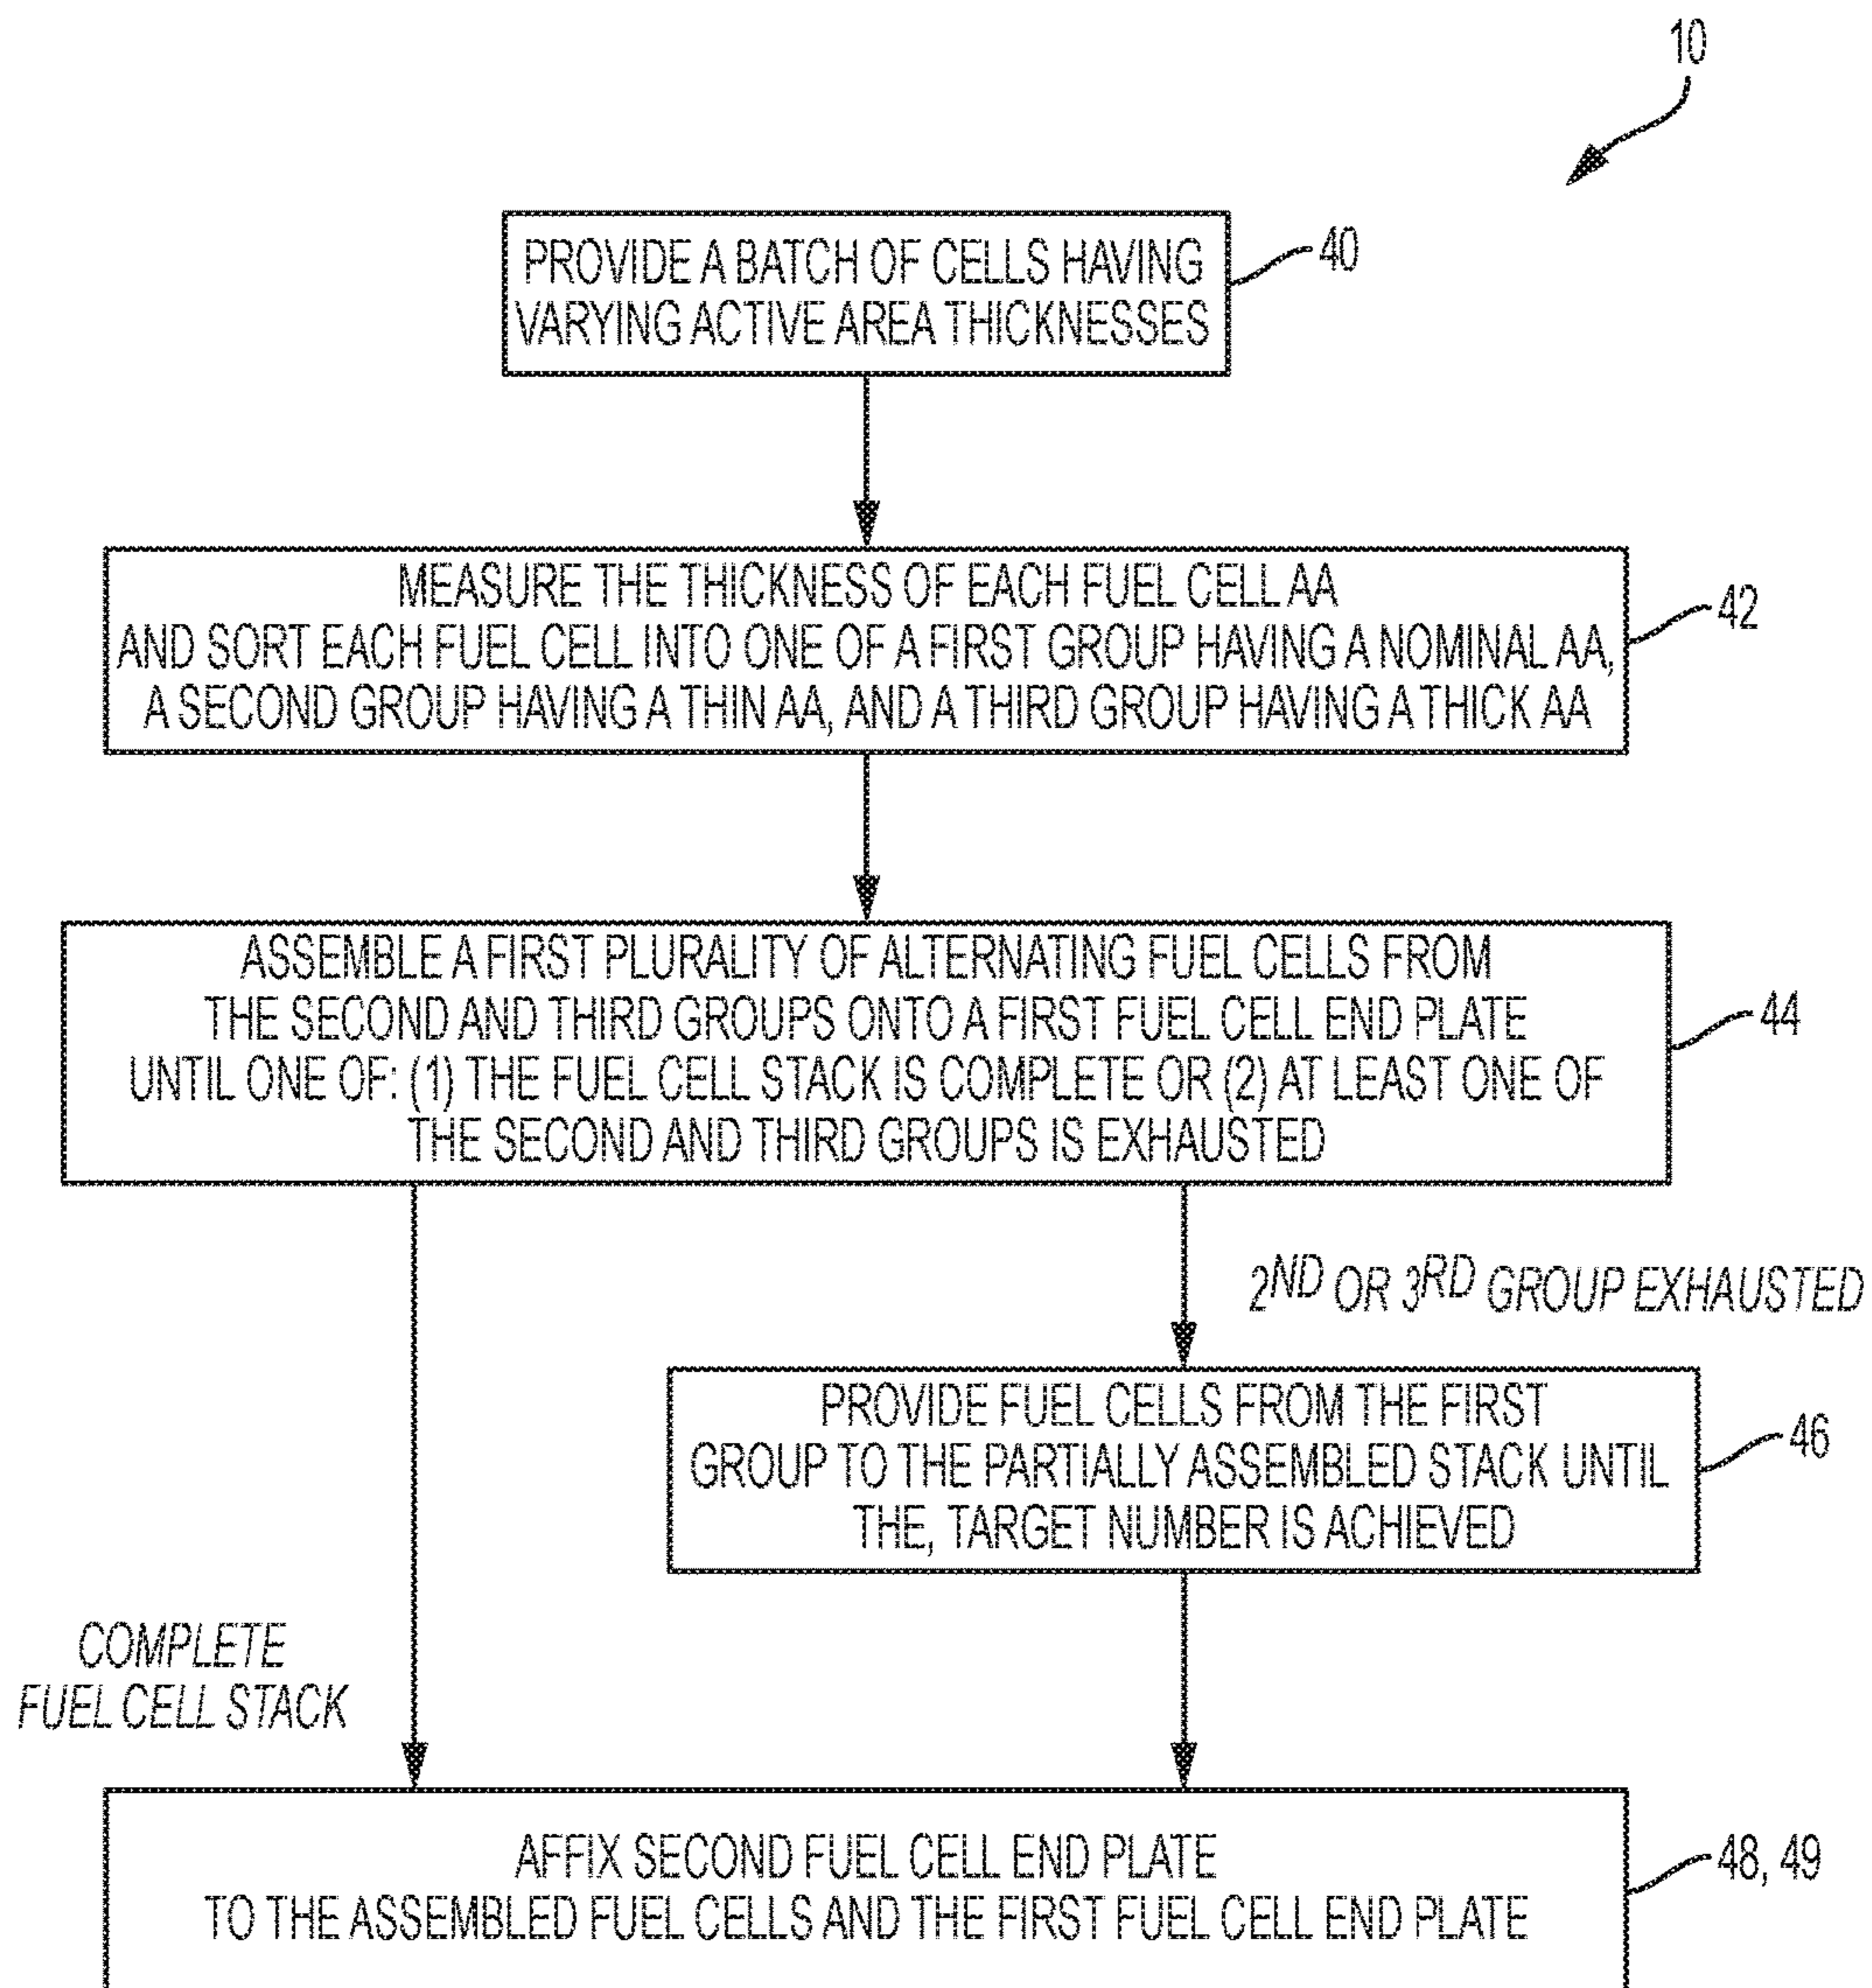 10
PROVIDE A BATCH OF CELLS HAVING
VARYING ACTIVE AREA THICKNESSES
40
MEASURE THE THICKNESS OF EACH FUEL CELL AA
AND SORT EACH FUEL CELL INTO ONE OF A FIRST GROUP HAVING A NOMINAL AA,
A SECOND GROUP HAVING A THIN AA, AND A THIRD GROUP HAVING A THICK AA
42
ASSEMBLE A FIRST PLURALITY OF ALTERNATING FUEL CELLS FROM
THE SECOND AND THIRD GROUPS ONTO A FIRST FUEL CELL END PLATE
UNTIL ONE OF: (1) THE FUEL CELL STACK IS COMPLETE OR (2) AT LEAST ONE OF
THE SECOND AND THIRD GROUPS IS EXHAUSTED
44
2ND OR 3RD GROUP EXHAUSTED
PROVIDE FUEL CELLS FROM THE FIRST
GROUP TO THE PARTIALLY ASSEMBLED STACK UNTIL
THE, TARGET NUMBER IS ACHIEVED
46
COMPLETE
FUEL CELL STACK
AFFIX SECOND FUEL CELL END PLATE
TO THE ASSEMBLED FUEL CELLS AND THE FIRST FUEL CELL END PLATE
48, 49